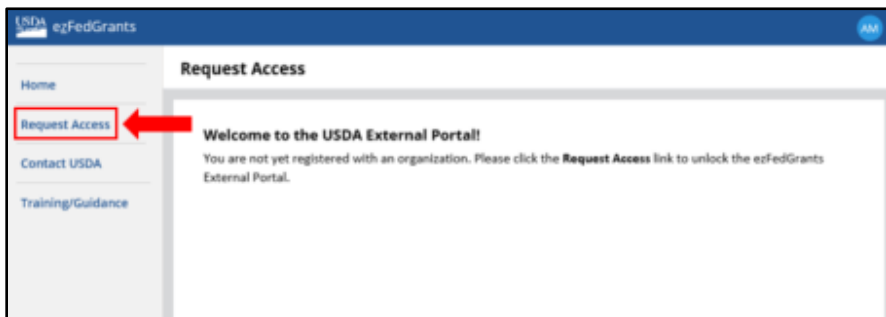 USDA ezFedGrants
AM
Request Access
Home
Request Access
Contact USDA
Training/Guidance
Welcome to the USDA External Portal!
You are not yet registered with an organization. Please click the Request Access link to unlock the ezFedGrants
External Portal.